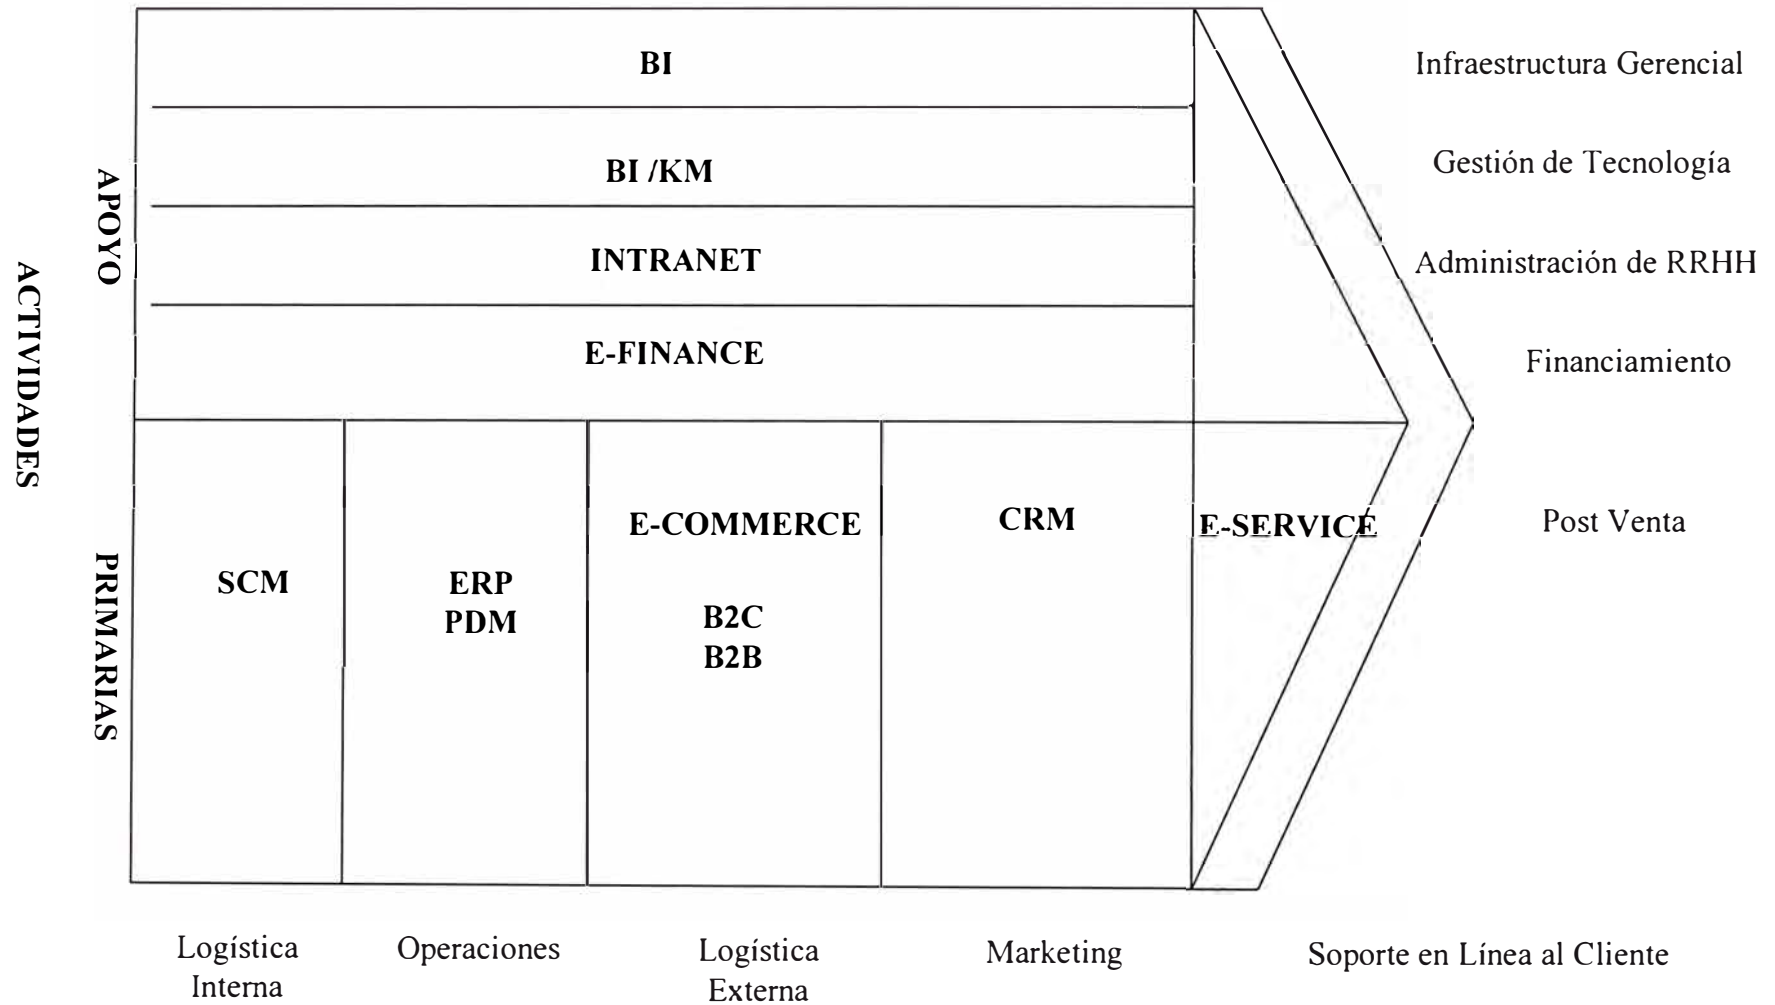 BI
Infraestructura Gerencial
BI /KM
Gestión de Tecnología
INTRANET
Administración de RRHH
E-FINANCE
Financiamiento
ACTIVIDADES
APOYO
PRIMARIAS
SCM
ERP
PDM
E-COMMERCE
B2C
B2B
CRM
E-SERVICE
Post Venta
Logística
Interna
Operaciones
Logística
Externa
Marketing
Soporte en Línea al Cliente